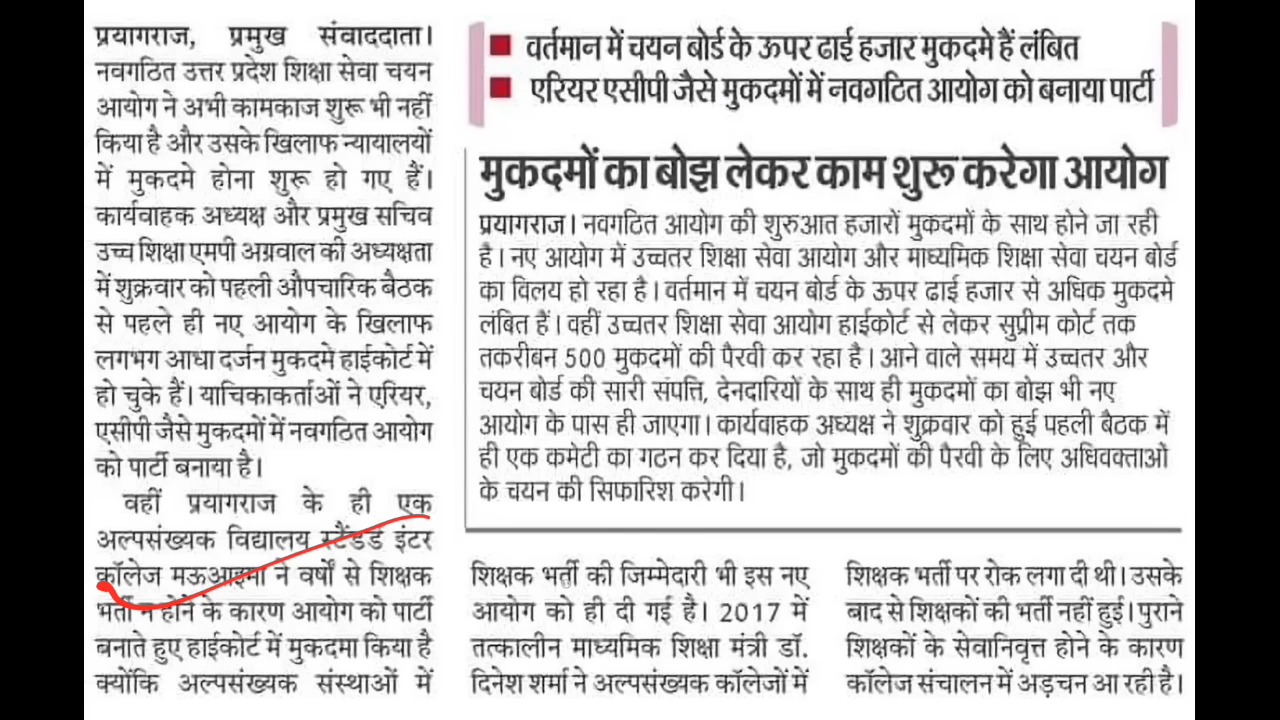 प्रयागराज, प्रमुख संवाददाता।
नवगठित उत्तर प्रदेश शिक्षा सेवा चयन
आयोग ने अभी कामकाज शुरू भी नहीं
किया है और उसके खिलाफ न्यायालयों
में मुकदमे होना शुरू हो गए हैं।
कार्यवाहक अध्यक्ष और प्रमुख सचिव
उच्च शिक्षा एमपी अग्रवाल की अध्यक्षता
में शुक्रवार को पहली औपचारिक बैठक
से पहले ही नए आयोग के खिलाफ
लगभग आधा दर्जन मुकदमे हाईकोर्ट में
हो चुके हैं। याचिकाकर्ताओं ने एरियर,
एसीपी जैसे मुकदमों में नवगठित आयोग
को पार्टी बनाया है।
वहीं प्रयागराज के ही एक
अल्पसंख्यक विद्यालय स्टैंडर्ड इंटर
कॉलेज मऊआइमा ने वर्षों से शिक्षक
भर्ती न होने के कारण आयोग को पार्टी
बनाते हुए हाईकोर्ट में मुकदमा किया है
क्योंकि अल्पसंख्यक संस्थाओं में
वर्तमान में चयन बोर्ड के ऊपर ढाई हजार मुकदमे हैं लंबित
एरियर एसीपी जैसे मुकदमों में नवगठित आयोग को बनाया पार्टी
मुकदमों का बोझ लेकर काम शुरू करेगा आयोग
प्रयागराज। नवगठित आयोग की शुरुआत हजारों मुकदमों के साथ होने जा रही
है। नए आयोग में उच्चतर शिक्षा सेवा आयोग और माध्यमिक शिक्षा सेवा चयन बोर्ड
का विलय हो रहा है। वर्तमान में चयन बोर्ड के ऊपर ढाई हजार से अधिक मुकदमे
लंबित हैं। वहीं उच्चतर शिक्षा सेवा आयोग हाईकोर्ट से लेकर सुप्रीम कोर्ट तक
तकरीबन 500 मुकदमों की पैरवी कर रहा है। आने वाले समय में उच्चतर और
चयन बोर्ड की सारी संपत्ति, देनदारियों के साथ ही मुकदमों का बोझ भी नए
आयोग के पास ही जाएगा। कार्यवाहक अध्यक्ष ने शुक्रवार को हुई पहली बैठक में
ही एक कमेटी का गठन कर दिया है, जो मुकदमों की पैरवी के लिए अधिवक्ताओं
के चयन की सिफारिश करेगी।
शिक्षक भर्ती की जिम्मेदारी भी इस नए
आयोग को ही दी गई है। 2017 में
तत्कालीन माध्यमिक शिक्षा मंत्री डॉ.
दिनेश शर्मा ने अल्पसंख्यक कॉलेजों में
शिक्षक भर्ती पर रोक लगा दी थी। उसके
बाद से शिक्षकों की भर्ती नहीं हुई। पुराने
शिक्षकों के सेवानिवृत्त होने के कारण
कॉलेज संचालन में अड़चन आ रही है।